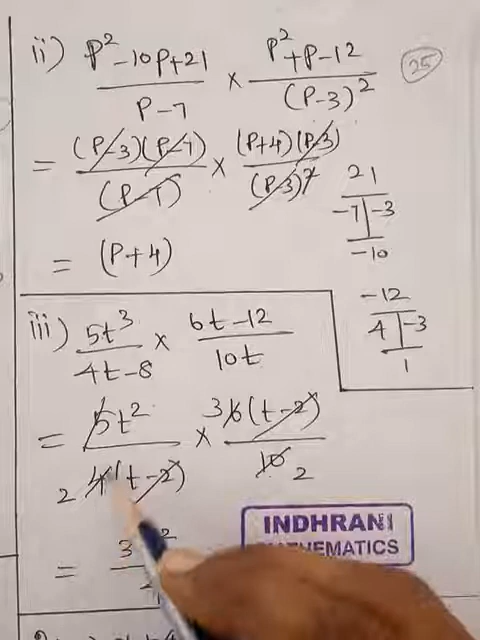 ii) P² - 10P + 21 / P - 7 × P² + P - 12 / (P - 3)²
25
= (P - 3)(P - 7) / (P - 7) × (P + 4)(P - 3) / (P - 3)²
21
-7 | -3
-10
= (P + 4)
-12
4 | -3
1
iii) 5t³ / 4t - 8 × 6t - 12 / 10t
= 5t² / 2 4(t - 2) × 3 6(t - 2) / 10 2
INDHRANI
MATHEMATICS
= 3